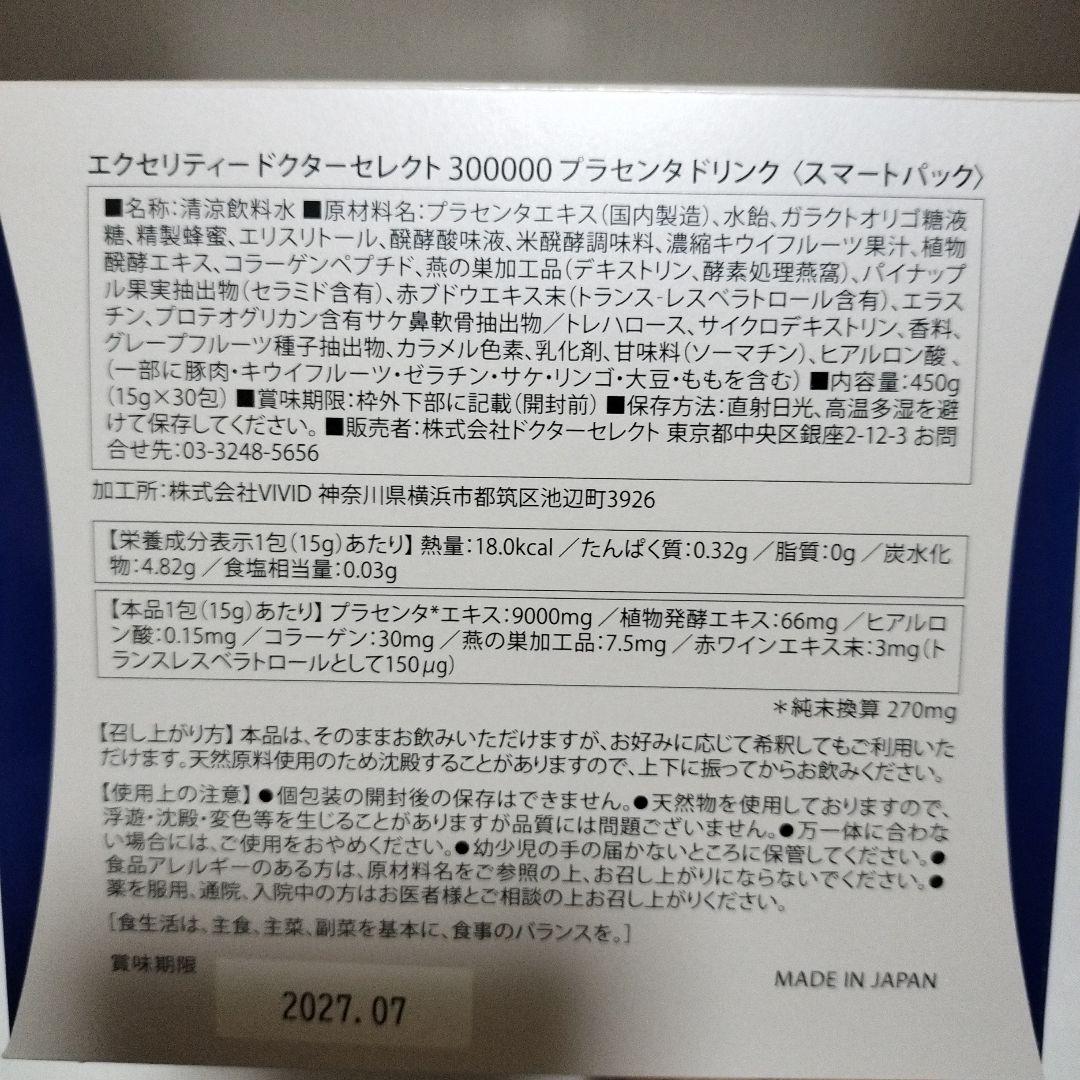 エクセリティードクターセレクト 300000 プラセンタドリンク〈スマートパック〉
■名称：清涼飲料水 ■原材料名：プラセンタエキス（国内製造）、水飴、ガラクトオリゴ糖液
糖、精製蜂蜜、エリスリトール、醗酵酸味液、米醗酵調味料、濃縮キウイフルーツ果汁、植物
醗酵エキス、コラーゲンペプチド、燕の巣加工品（デキストリン、酵素処理燕窩）、パイナップ
ル果実抽出物（セラミド含有）、赤ブドウエキス末（トランス-レスベラトロール含有）、エラス
チン、プロテオグリカン含有サケ鼻軟骨抽出物／トレハロース、サイクロデキストリン、香料、
グレープフルーツ種子抽出物、カラメル色素、乳化剤、甘味料（ソーマチン）、ヒアルロン酸、
（一部に豚肉・キウイフルーツ・ゼラチン・サケ・リンゴ・大豆・ももを含む） ■内容量：450g
（15g×30包） ■賞味期限：枠外下部に記載（開封前） ■保存方法：直射日光、高温多湿を避
けて保存してください。 ■販売者：株式会社ドクターセレクト 東京都中央区銀座2-12-3 お問
合せ先：03-3248-5656
加工所：株式会社VIVID 神奈川県横浜市都筑区池辺町3926
【栄養成分表示1包（15g）あたり】 熱量：18.0kcal ／たんぱく質：0.32g ／脂質：0g ／炭水化
物：4.82g ／食塩相当量：0.03g
【本品1包（15g）あたり】 プラセンタ*エキス：9000mg ／植物発酵エキス：66mg ／ヒアルロ
ン酸：0.15mg ／コラーゲン：30mg ／燕の巣加工品：7.5mg ／赤ワインエキス末：3mg（ト
ランスレスベラトロールとして150μg）
＊純末換算 270mg
【召し上がり方】 本品は、そのままお飲みいただけますが、お好みに応じて希釈してもご利用いた
だけます。天然原料使用のため沈殿することがありますので、上下に振ってからお飲みください。
【使用上の注意】 ●個包装の開封後の保存はできません。●天然物を使用しておりますので、
浮遊・沈殿・変色等を生じることがありますが品質には問題ございません。●万一体に合わな
い場合には、ご使用をおやめください。●幼少児の手の届かないところに保管してください。●
食品アレルギーのある方は、原材料名をご参照の上、お召し上がりにならないでください。●
薬を服用、通院、入院中の方はお医者様とご相談の上お召し上がりください。
［食生活は、主食、主菜、副菜を基本に、食事のバランスを。］
賞味期限
2027.07
MADE IN JAPAN